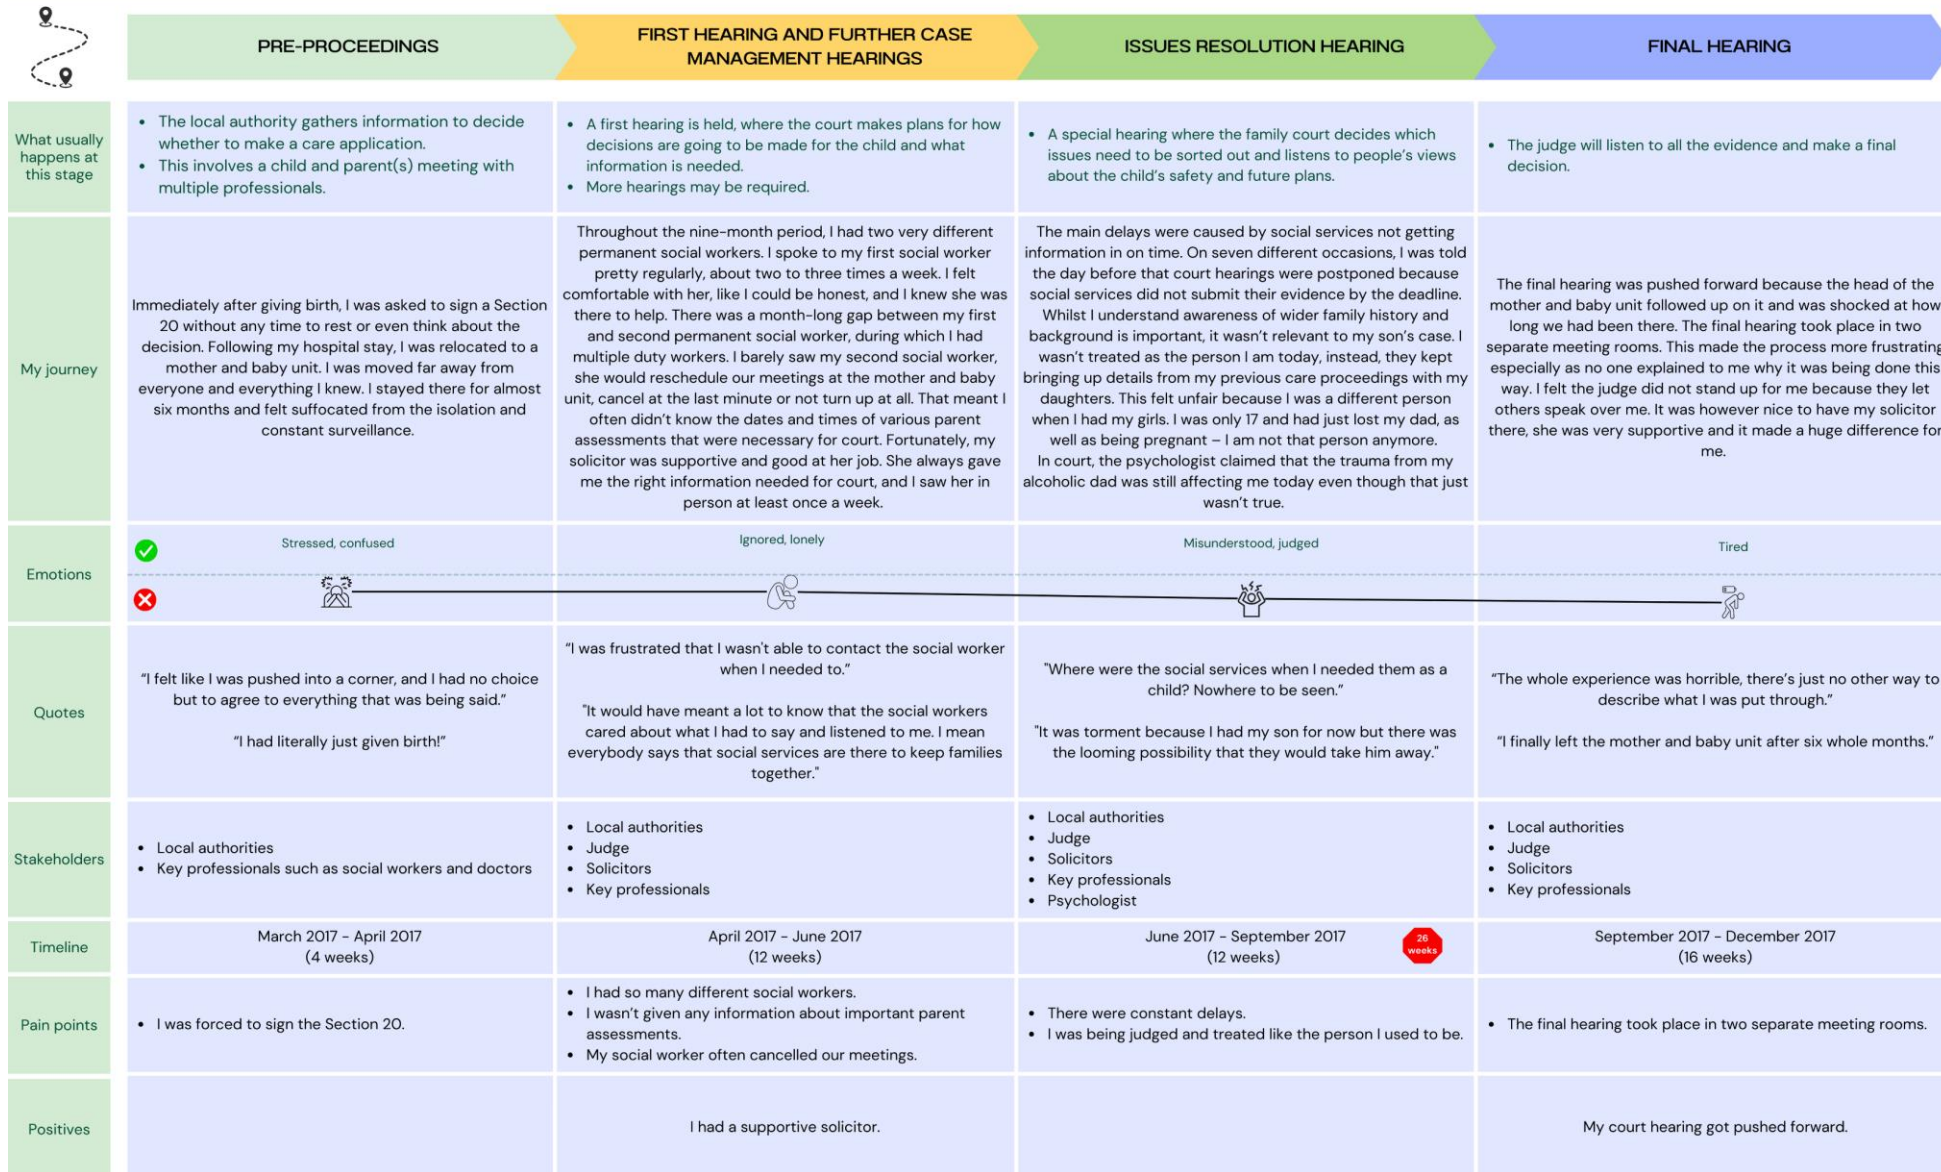 PRE-PROCEEDINGS
FIRST HEARING AND FURTHER CASE
MANAGEMENT HEARINGS
ISSUES RESOLUTION HEARING
FINAL HEARING
What usually
happens at
this stage
• The local authority gathers information to decide
whether to make a care application.
• This involves a child and parent(s) meeting with
multiple professionals.
• A first hearing is held, where the court makes plans for how
decisions are going to be made for the child and what
information is needed.
• More hearings may be required.
• A special hearing where the family court decides which
issues need to be sorted out and listens to people's views
about the child's safety and future plans.
• The judge will listen to all the evidence and make a final
decision.
My journey
Immediately after giving birth, I was asked to sign a Section
20 without any time to rest or even think about the
decision. Following my hospital stay, I was relocated to a
mother and baby unit. I was moved far away from
everyone and everything I knew. I stayed there for almost
six months and felt suffocated from the isolation and
constant surveillance.
Throughout the nine-month period, I had two very different
permanent social workers. I spoke to my first social worker
pretty regularly, about two to three times a week. I felt
comfortable with her, like I could be honest, and I knew she was
there to help. There was a month-long gap between my first
and second permanent social worker, during which I had
multiple duty workers. I barely saw my second social worker,
she would reschedule our meetings at the mother and baby
unit, cancel at the last minute or not turn up at all. That meant I
often didn't know the dates and times of various parent
assessments that were necessary for court. Fortunately, my
solicitor was supportive and good at her job. She always gave
me the right information needed for court, and I saw her in
person at least once a week.
The main delays were caused by social services not getting
information in on time. On seven different occasions, I was told
the day before that court hearings were postponed because
social services did not submit their evidence by the deadline.
Whilst I understand awareness of wider family history and
background is important, it wasn't relevant to my son's case. I
wasn't treated as the person I am today, instead, they kept
bringing up details from my previous care proceedings with my
daughters. This felt unfair because I was a different person
when I had my girls. I was only 17 and had just lost my dad, as
well as being pregnant – I am not that person anymore.
In court, the psychologist claimed that the trauma from my
alcoholic dad was still affecting me today even though that just
wasn't true.
The final hearing was pushed forward because the head of the
mother and baby unit followed up on it and was shocked at how
long we had been there. The final hearing took place in two
separate meeting rooms. This made the process more frustrating
especially as no one explained to me why it was being done this
way. I felt the judge did not stand up for me because they let
others speak over me. It was however nice to have my solicitor
there, she was very supportive and it made a huge difference for
me.
Emotions
Stressed, confused
Ignored, lonely
Misunderstood, judged
Tired
Quotes
"I felt like I was pushed into a corner, and I had no choice
but to agree to everything that was being said."
"I had literally just given birth!"
"I was frustrated that I wasn't able to contact the social worker
when I needed to."
"It would have meant a lot to know that the social workers
cared about what I had to say and listened to me. I mean
everybody says that social services are there to keep families
together."
"Where were the social services when I needed them as a
child? Nowhere to be seen."
"It was torment because I had my son for now but there was
the looming possibility that they would take him away."
"The whole experience was horrible, there's just no other way to
describe what I was put through."
"I finally left the mother and baby unit after six whole months."
Stakeholders
• Local authorities
• Key professionals such as social workers and doctors
• Local authorities
• Judge
• Solicitors
• Key professionals
• Local authorities
• Judge
• Solicitors
• Key professionals
• Psychologist
• Local authorities
• Judge
• Solicitors
• Key professionals
Timeline
March 2017 – April 2017
(4 weeks)
April 2017 – June 2017
(12 weeks)
June 2017 – September 2017
(12 weeks)
26
weeks
September 2017 – December 2017
(16 weeks)
Pain points
• I was forced to sign the Section 20.
• I had so many different social workers.
• I wasn't given any information about important parent
assessments.
• My social worker often cancelled our meetings.
• There were constant delays.
• I was being judged and treated like the person I used to be.
• The final hearing took place in two separate meeting rooms.
Positives
I had a supportive solicitor.
My court hearing got pushed forward.